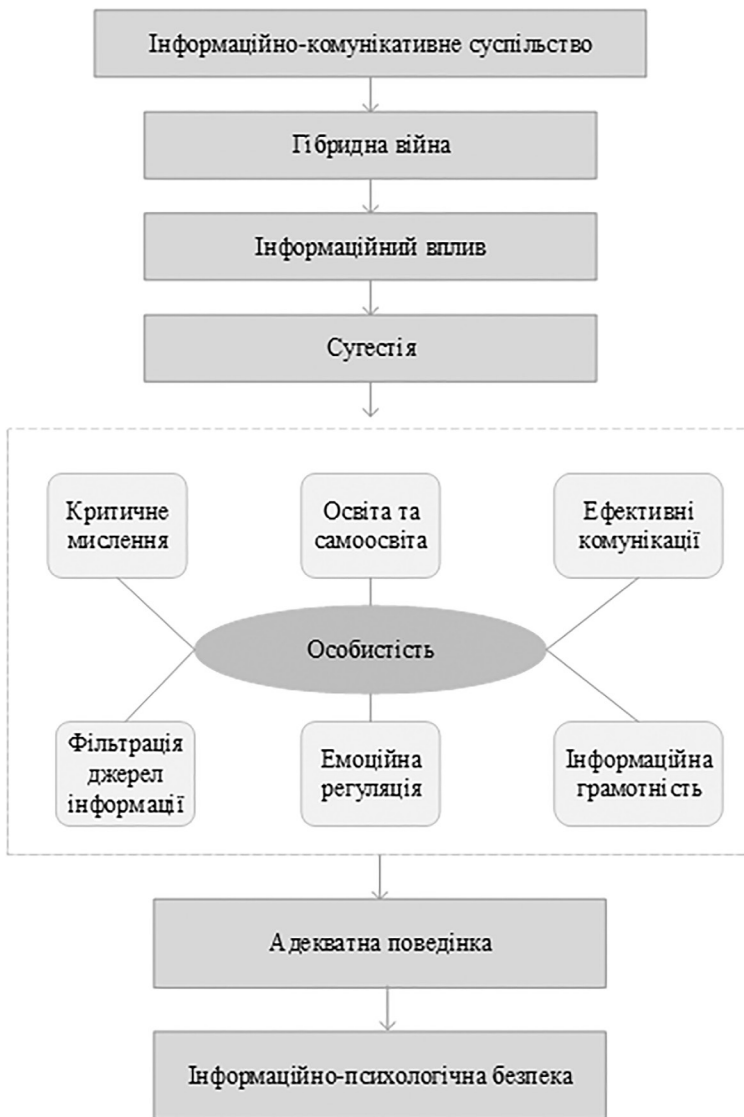 Інформаційно-комунікативне суспільство
Гібридна війна
Інформаційний вплив
Сугестія
Критичне
мислення
Освіта та
самоосвіта
Ефективні
комунікації
Особистість
Фільтрація
джерел
інформації
Емоційна
регуляція
Інформаційна
грамотність
Адекватна поведінка
Інформаційно-психологічна безпека